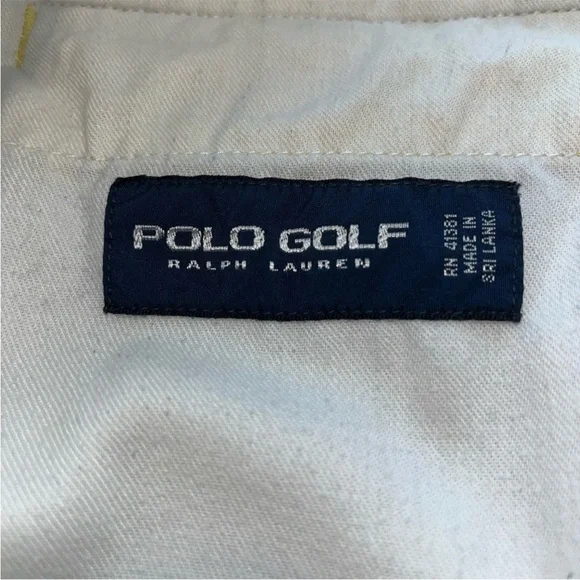 POLO GOLF
RALPH LAUREN
RN 41381
MADE IN
SRI LANKA